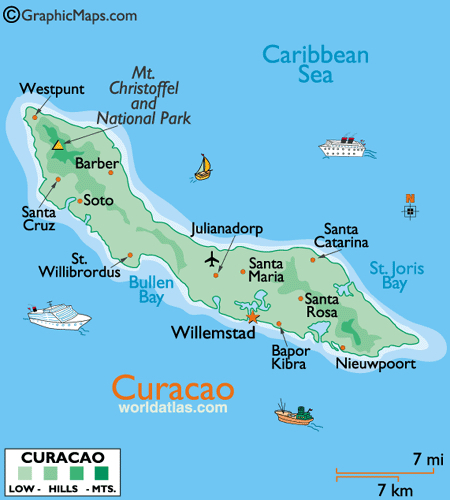 ©GraphicMaps.com
Caribbean
Sea
Westpunt
Mt.
Christoffel
and
National Park
Barber
Santa
Cruz
Soto
Julianadorp
Santa
Catarina
St.
Willibrordus
Bullen
Bay
Santa
Maria
St. Joris
Bay
Santa
Rosa
Willemstad
Bapor
Kibra
Nieuwpoort
Curacao
worldatlas.com
CURACAO
LOW - HILLS - MTS.
7 mi
7 km